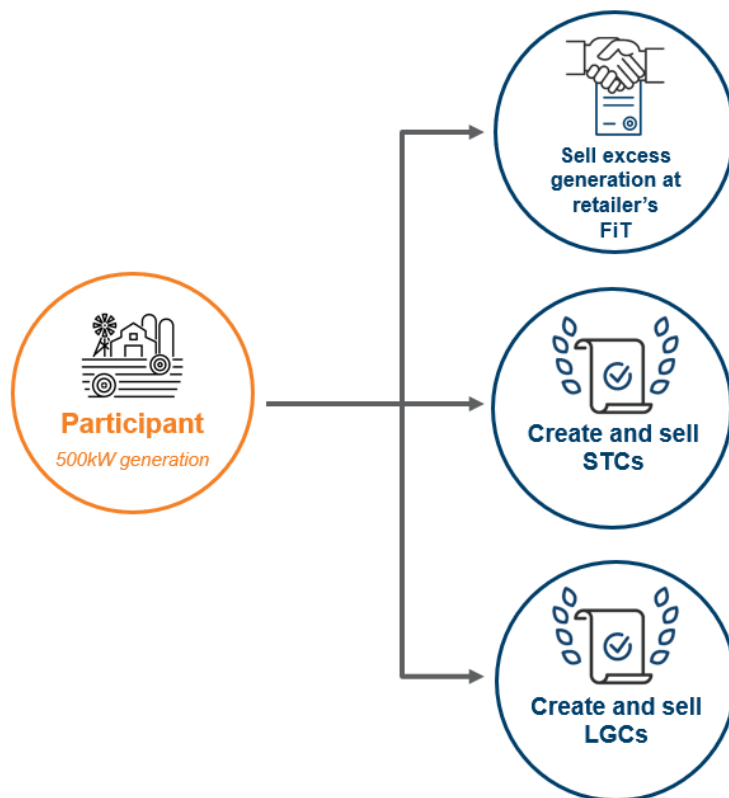 Sell excess
generation at
retailer's
FiT
Participant
500kW generation
Create and sell
STCs
Create and sell
LGCs